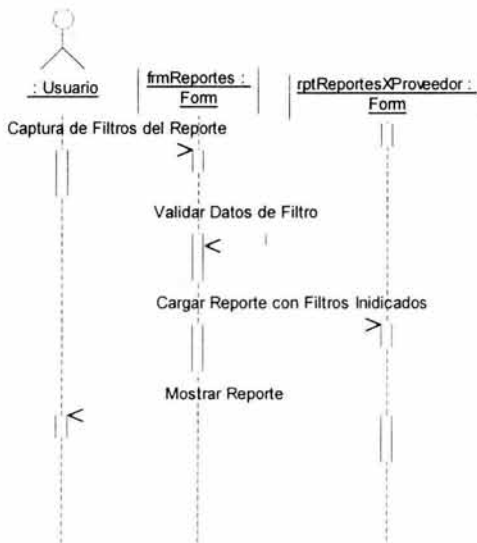 : Usuario
frmReportes :
Form
rptReportesXProveedor :
Form
Captura de Filtros del Reporte
Validar Datos de Filtro
Cargar Reporte con Filtros Inidicados
Mostrar Reporte